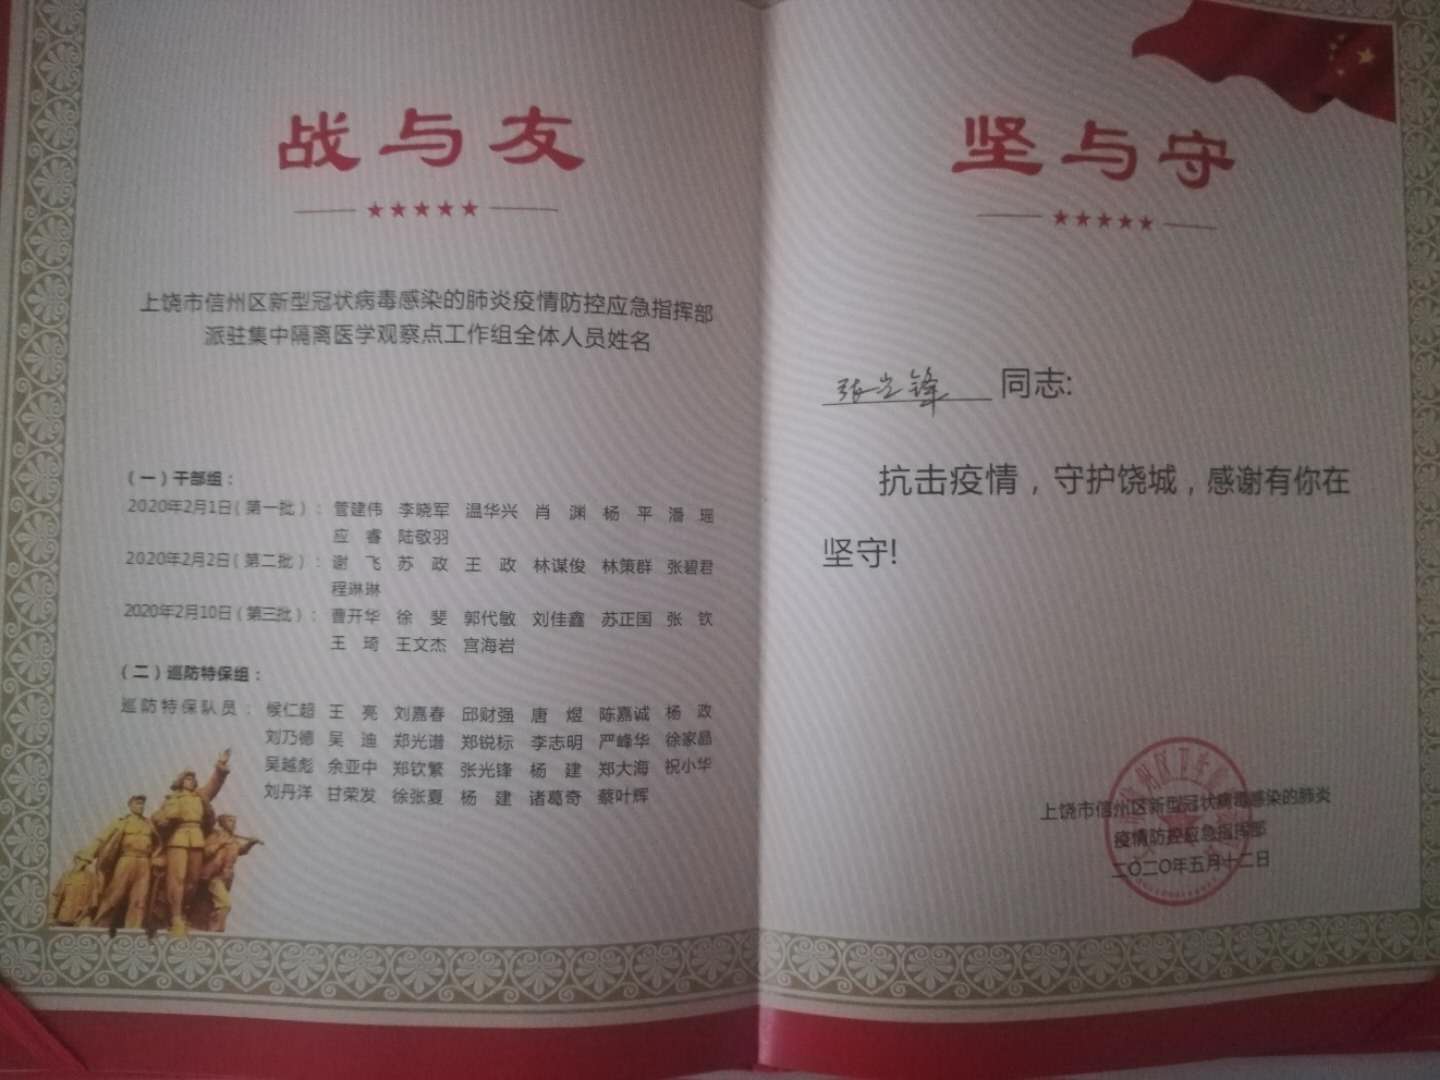 战与友
上饶市信州区新型冠状病毒感染的肺炎疫情防控应急指挥部
派驻集中隔离医学观察点工作组全体人员姓名
（一）干部组：
2020年2月1日（第一批）：管建伟 李晓军 温华兴 肖渊 杨平 潘瑶
应睿 陆敬羽
2020年2月2日（第二批）：谢飞 苏政 王政 林谋俊 林策群 张碧君
程琳琳
2020年2月10日（第三批）：曹开华 徐斐 郭代敏 刘佳鑫 苏正国 张钦
王琦 王文杰 宫海岩
（二）巡防特保组：
巡防特保队员：候仁超 王亮 刘嘉春 邱财强 唐煜 陈嘉诚 杨政
刘乃德 吴迪 郑光谱 郑锐标 李志明 严峰华 徐家晶
吴越彪 余亚中 郑钦繁 张光锋 杨建 郑大海 祝小华
刘丹洋 甘荣发 徐张夏 杨建 诸葛奇 蔡叶辉
坚与守
张光锋 同志:
抗击疫情，守护饶城，感谢有你在
坚守!
上饶市信州区新型冠状病毒感染的肺炎
疫情防控应急指挥部
二〇二〇年五月十二日